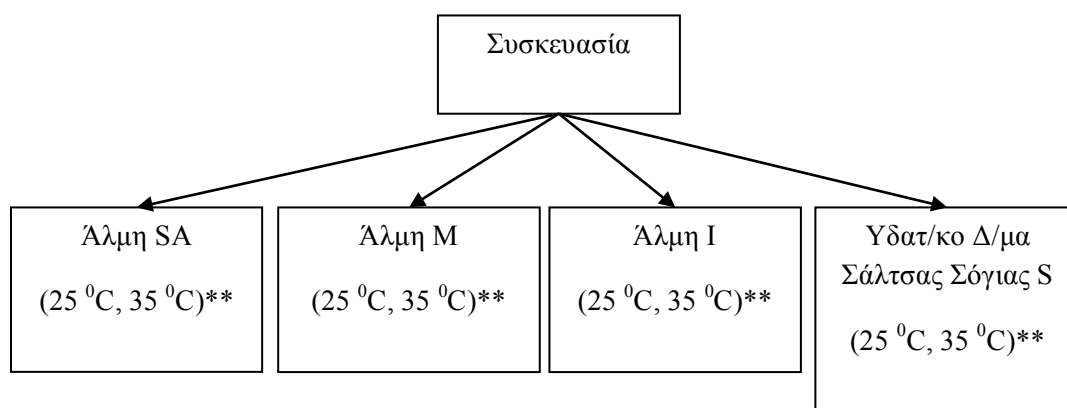 Συσκευασία
Άλμη SA
(25 ⁰C, 35 ⁰C)**
Άλμη Μ
(25 ⁰C, 35 ⁰C)**
Άλμη Ι
(25 ⁰C, 35 ⁰C)**
Υδατ/κο Δ/μα
Σάλτσας Σόγιας S
(25 ⁰C, 35 ⁰C)**